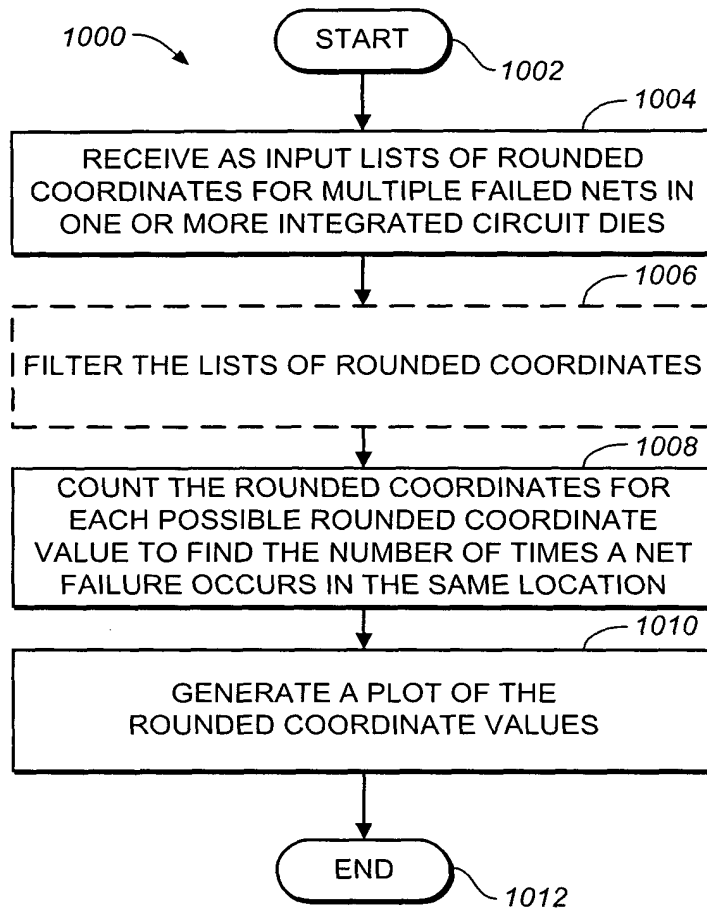 1000
START
1002
1004
RECEIVE AS INPUT LISTS OF ROUNDED
COORDINATES FOR MULTIPLE FAILED NETS IN
ONE OR MORE INTEGRATED CIRCUIT DIES
1006
FILTER THE LISTS OF ROUNDED COORDINATES
1008
COUNT THE ROUNDED COORDINATES FOR
EACH POSSIBLE ROUNDED COORDINATE
VALUE TO FIND THE NUMBER OF TIMES A NET
FAILURE OCCURS IN THE SAME LOCATION
1010
GENERATE A PLOT OF THE
ROUNDED COORDINATE VALUES
END
1012